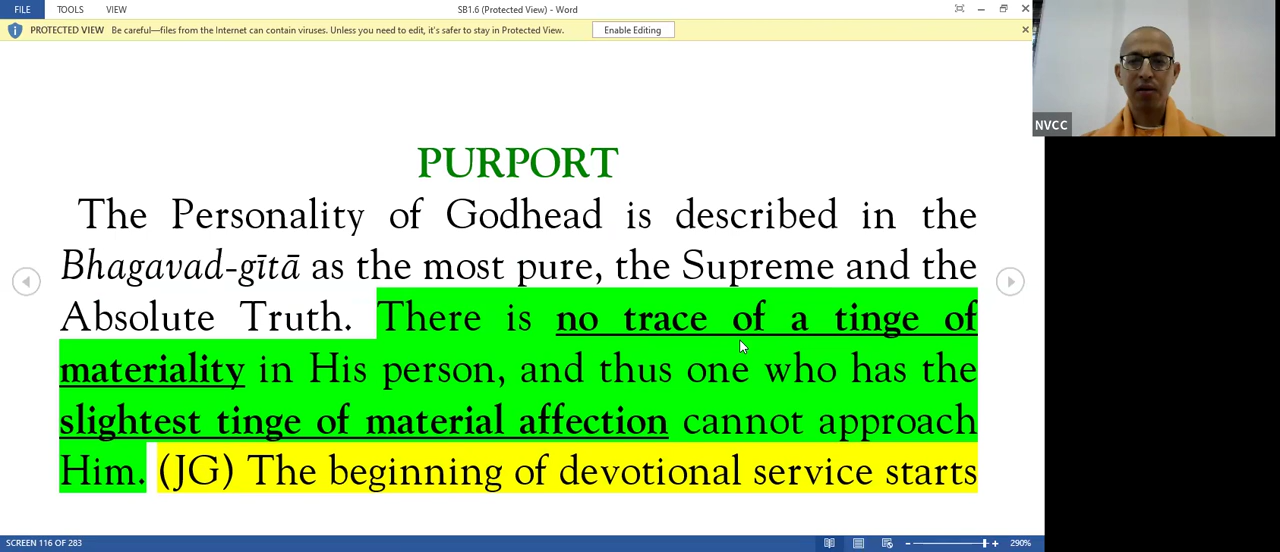 FILE TOOLS VIEW SB1.6 (Protected View) - Word
PROTECTED VIEW Be careful—files from the Internet can contain viruses. Unless you need to edit, it's safer to stay in Protected View. Enable Editing
NVCC
PURPORT
The Personality of Godhead is described in the
Bhagavad-gītā as the most pure, the Supreme and the
Absolute Truth. There is no trace of a tinge of
materiality in His person, and thus one who has the
slightest tinge of material affection cannot approach
Him. (JG) The beginning of devotional service starts
SCREEN 116 OF 283 290%